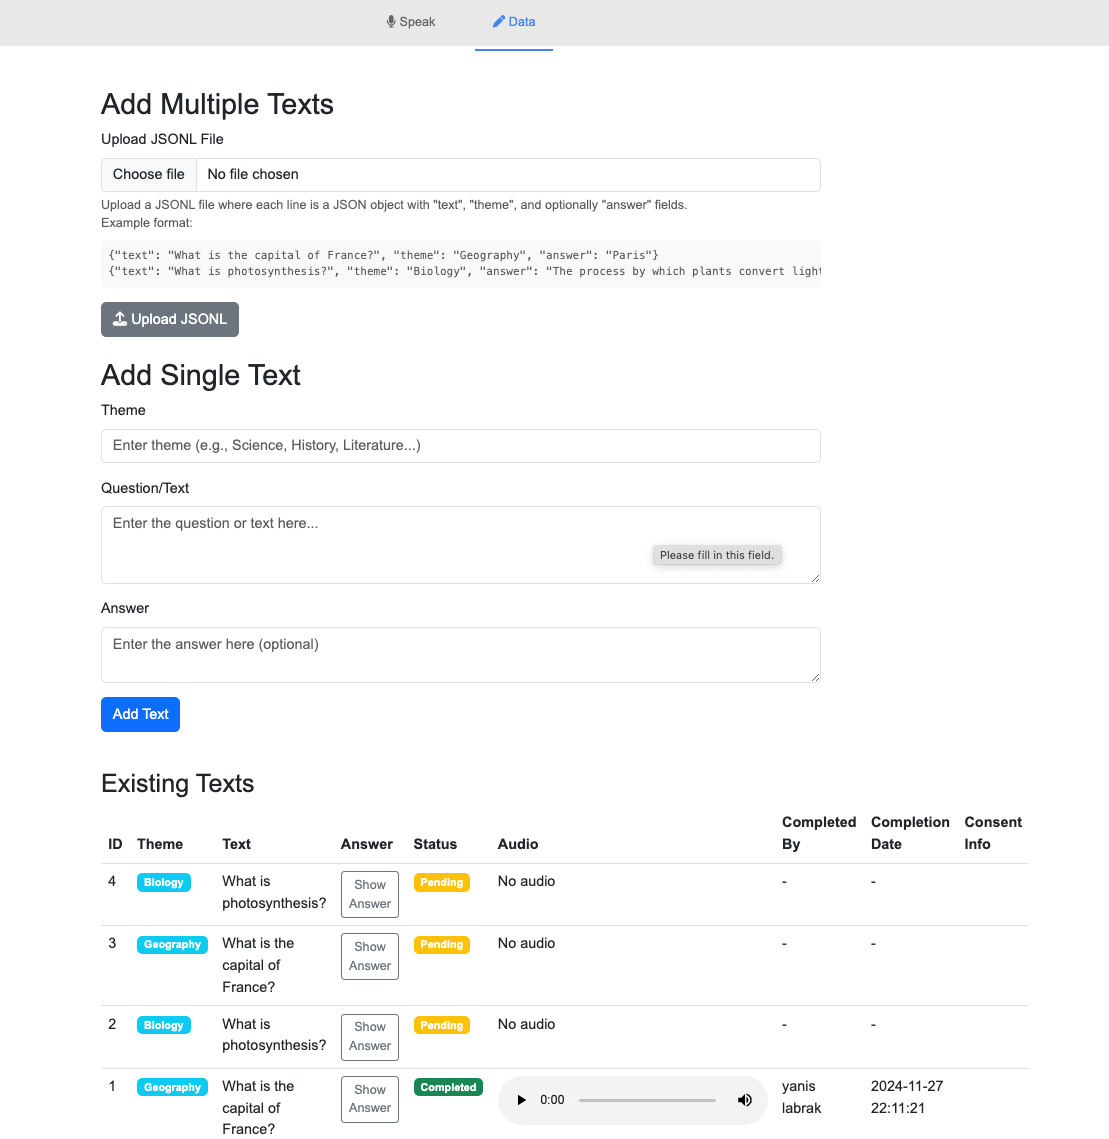 Speak Data
Add Multiple Texts
Upload JSONL File
Choose file No file chosen
Upload a JSONL file where each line is a JSON object with "text", "theme", and optionally "answer" fields.
Example format:
{"text": "What is the capital of France?", "theme": "Geography", "answer": "Paris"}
{"text": "What is photosynthesis?", "theme": "Biology", "answer": "The process by which plants convert light
Upload JSONL
Add Single Text
Theme
Enter theme (e.g., Science, History, Literature...)
Question/Text
Enter the question or text here...
Please fill in this field.
Answer
Enter the answer here (optional)
Add Text
Existing Texts
ID Theme Text Answer Status Audio Completed By Completion Date Consent Info
4 Biology What is photosynthesis? Show Answer Pending No audio - -
3 Geography What is the capital of France? Show Answer Pending No audio - -
2 Biology What is photosynthesis? Show Answer Pending No audio - -
1 Geography What is the capital of France? Show Answer Completed 0:00 yanis labrak 2024-11-27 22:11:21